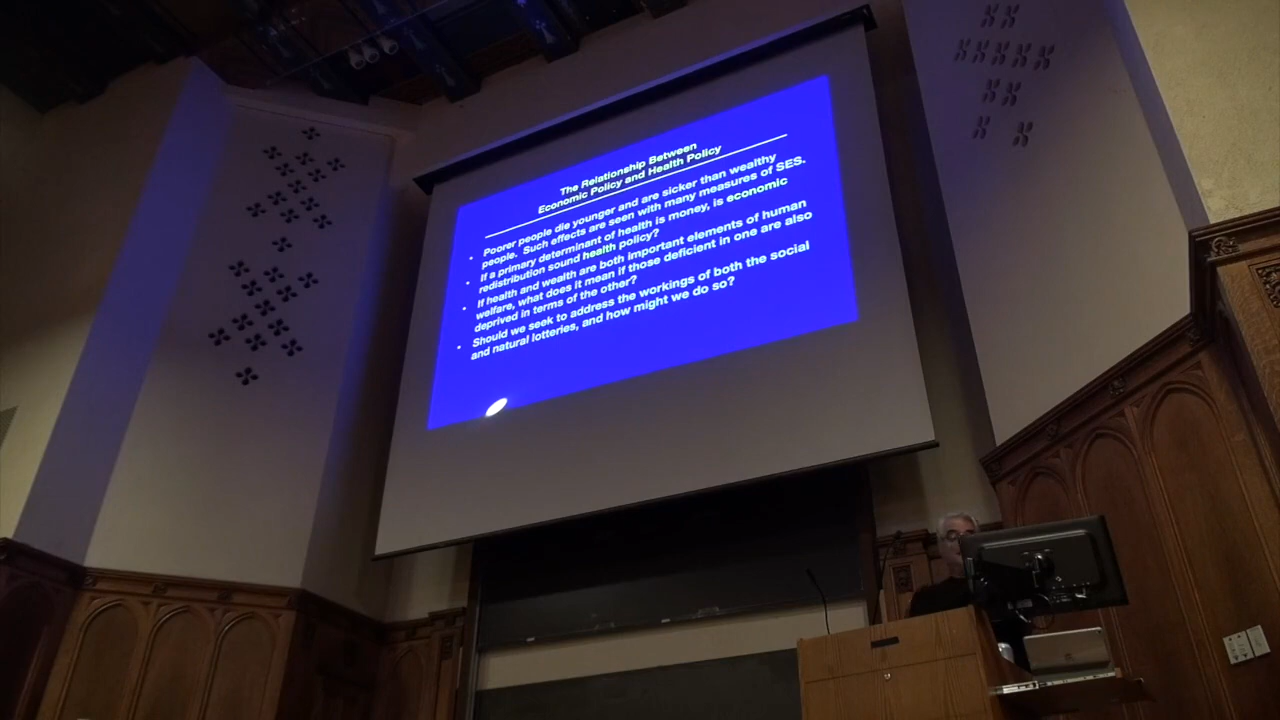 The Relationship Between
Economic Policy and Health Policy
Poorer people die younger and are sicker than wealthy
people. Such effects are seen with many measures of SES.
• If a primary determinant of health is money, is economic
redistribution sound health policy?
• If health and wealth are both important elements of human
welfare, what does it mean if those deficient in one are also
deprived in terms of the other?
• Should we seek to address the workings of both the social
and natural lotteries, and how might we do so?